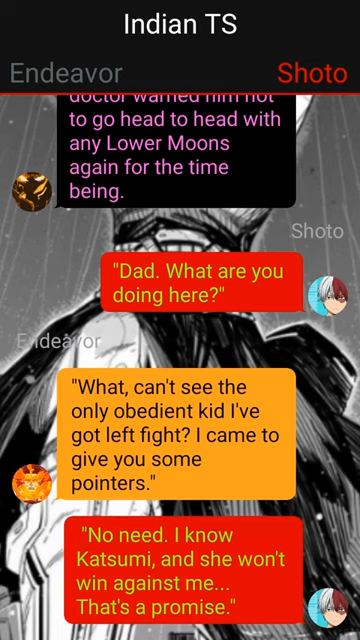 Indian TS
Endeavor
Shoto
doctor warned him not
to go head to head with
any Lower Moons
again for the time
being.
Shoto
"Dad. What are you
doing here?"
Endeavor
"What, can't see the
only obedient kid I've
got left fight? I came to
give you some
pointers."
"No need. I know
Katsumi, and she won't
win against me...
That's a promise."